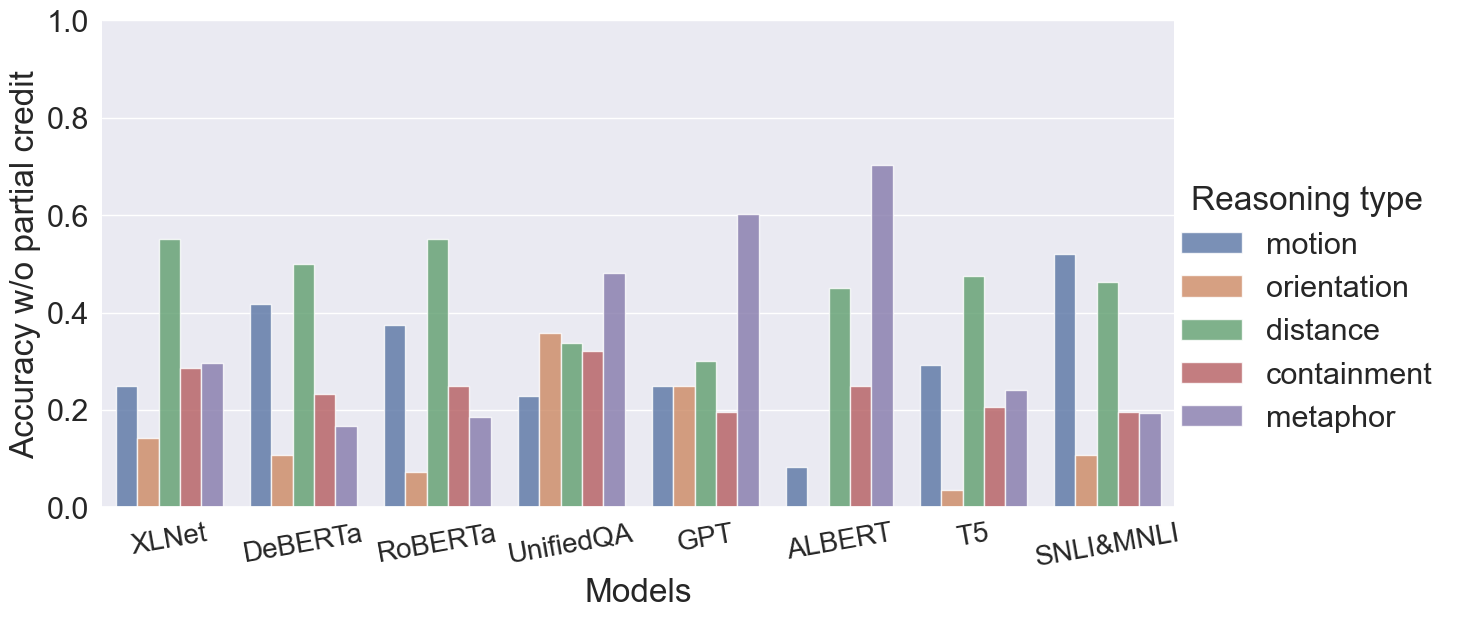 Accuracy w/o partial credit
1.0
0.8
0.6
0.4
0.2
0.0
XLNet
DeBERTa
RoBERTa
UnifiedQA
GPT
ALBERT
T5
SNLI&MNLI
Models
Reasoning type
motion
orientation
distance
containment
metaphor